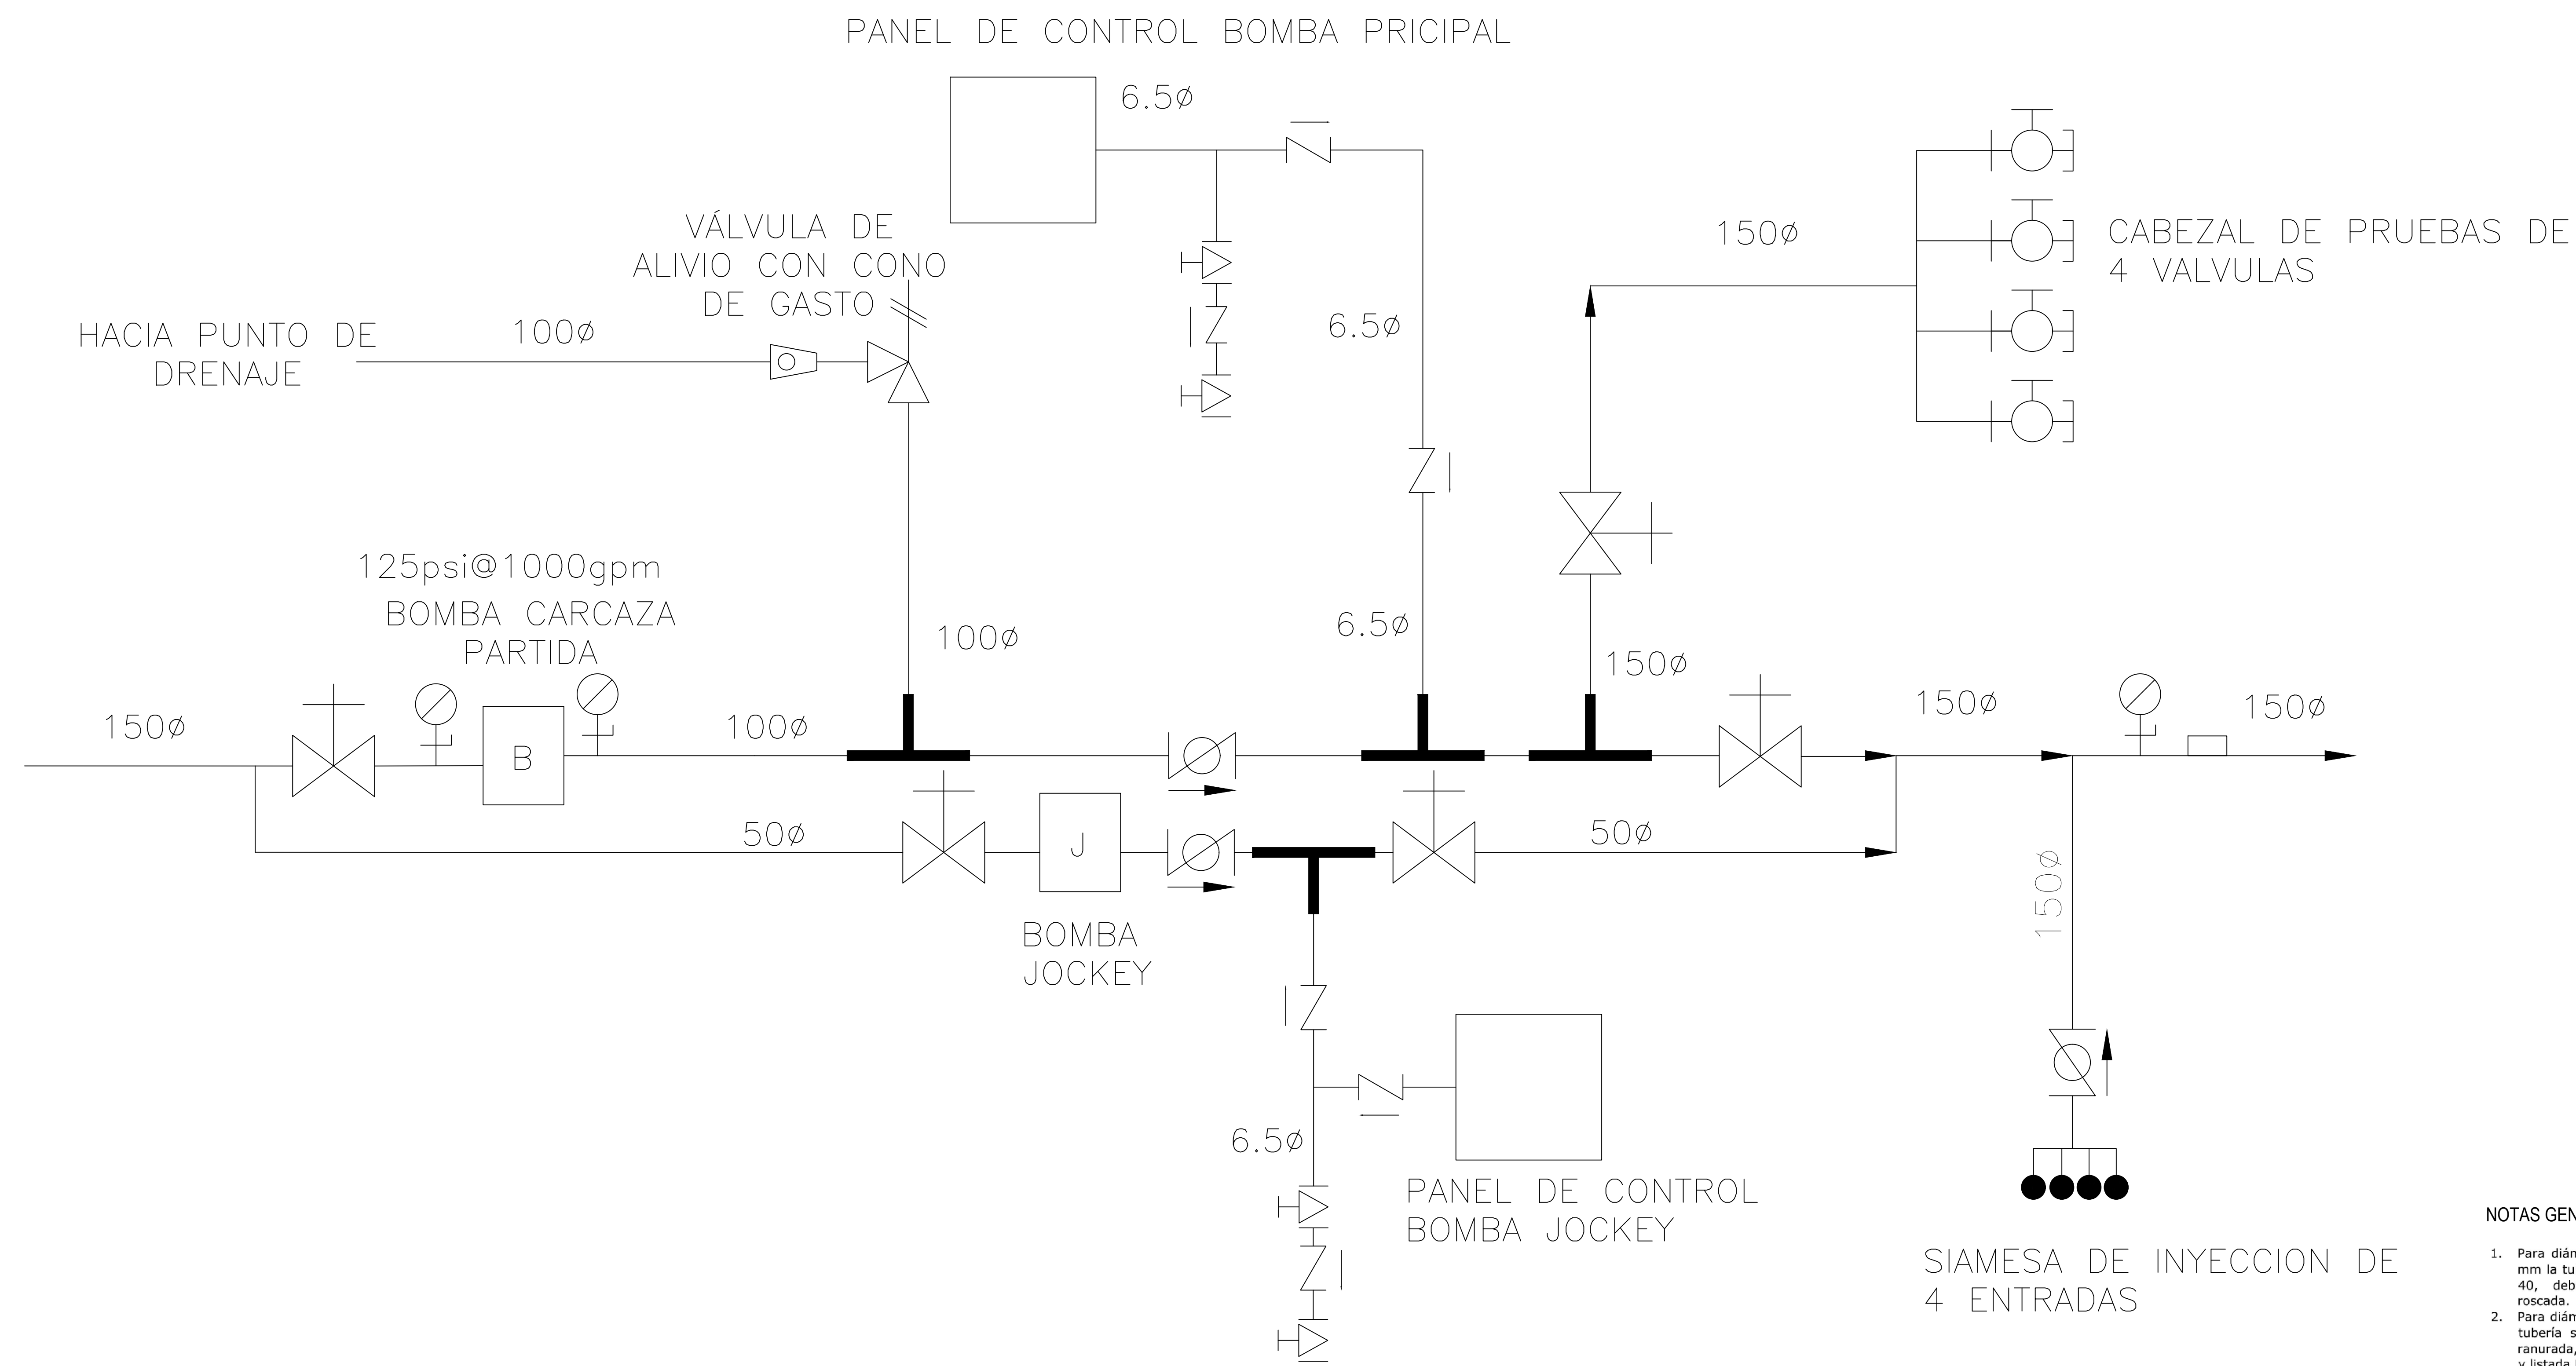 PANEL DE CONTROL BOMBA PRICIPAL
6.5ø
VÁLVULA DE
ALIVIO CON CONO
DE GASTO
HACIA PUNTO DE
DRENAJE
100ø
6.5ø
150ø
CABEZAL DE PRUEBAS DE
4 VALVULAS
125psi@1000gpm
BOMBA CARCAZA
PARTIDA
100ø
6.5ø
150ø
150ø
B
100ø
150ø
150ø
50ø
J
50ø
150ø
BOMBA
JOCKEY
6.5ø
PANEL DE CONTROL
BOMBA JOCKEY
SIAMESA DE INYECCION DE
4 ENTRADAS
NOTAS GEN
1. Para dián
mm la tu
40, deb
roscada.
2. Para dián
tubería s
ranurada,
y listada